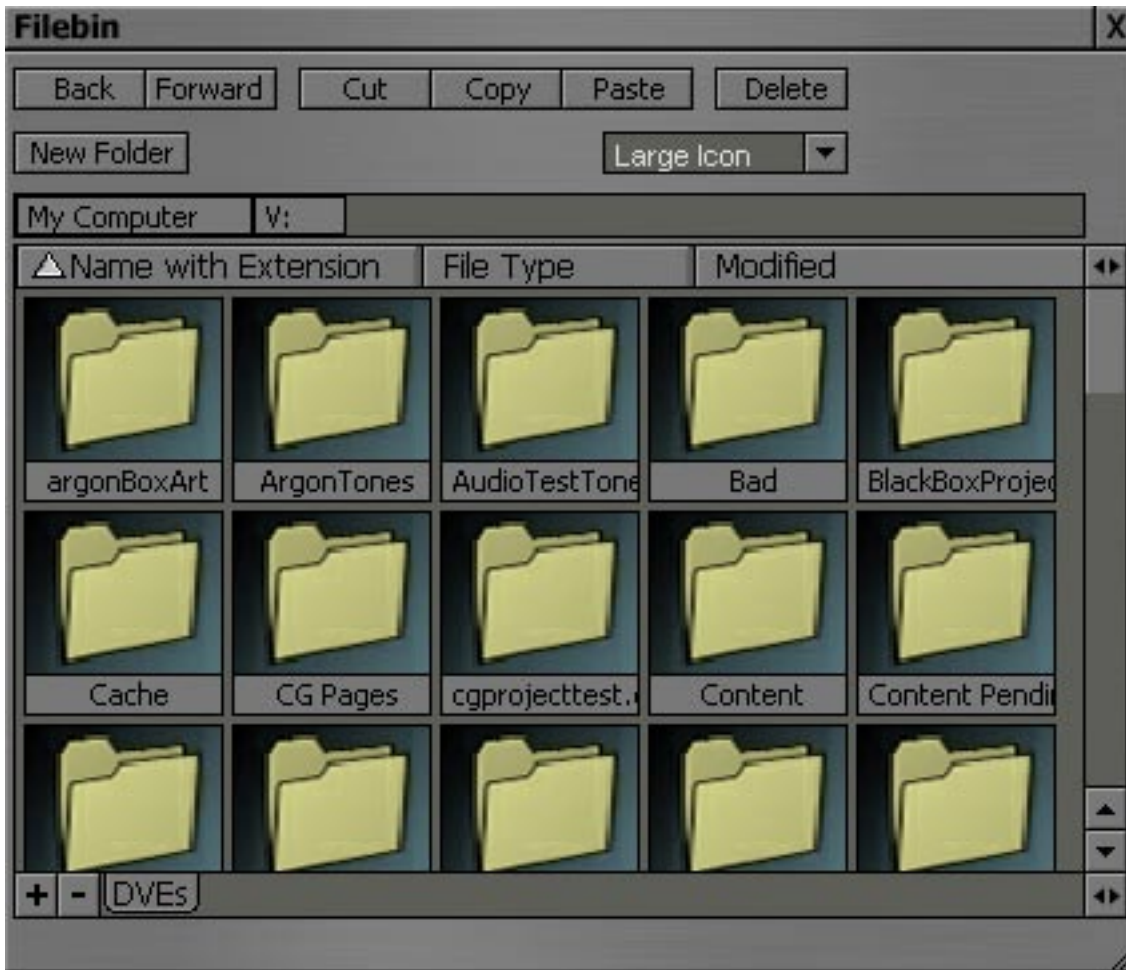 Filebin X
Back Forward Cut Copy Paste Delete
New Folder Large Icon
My Computer V:
Name with Extension File Type Modified
argonBoxArt ArgonTones AudioTestTone Bad BlackBoxProjec
Cache CG Pages cgprojecttest. Content Content Pendi
+ - DVEs